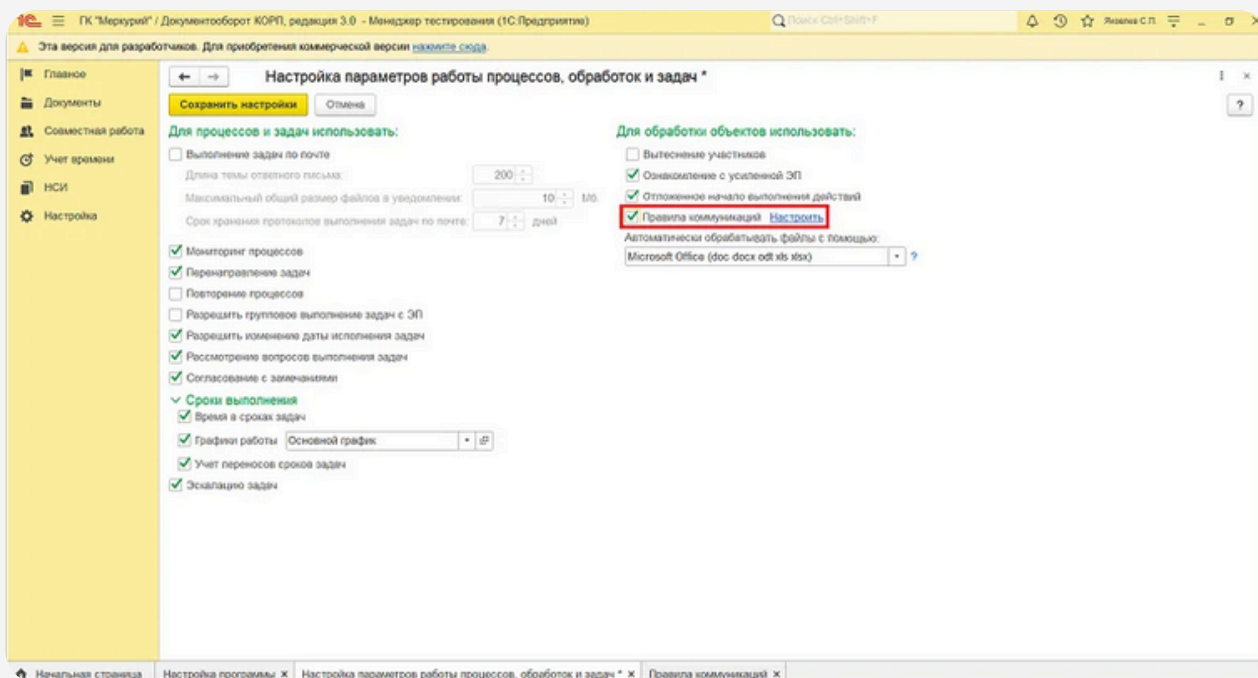 ГК "Меркурий" / Документооборот КОРП, редакция 3.0 - Менеджер тестирования (1С:Предприятие)
Поиск Ctrl+Shift+F
Яковлев С.П.
Эта версия для разработчиков. Для приобретения коммерческой версии нажмите сюда.
Главное
Документы
Совместная работа
Учет времени
НСИ
Настройка
Настройка параметров работы процессов, обработок и задач *
Сохранить настройки
Отмена
?
Для процессов и задач использовать:
Выполнение задач по почте
Длина темы ответного письма: 200
Максимальный общий размер файлов в уведомлении: 10 Мб.
Срок хранения протоколов выполнения задач по почте: 7 дней
Мониторинг процессов
Перенаправление задач
Повторение процессов
Разрешить групповое выполнение задач с ЭП
Разрешить изменение даты исполнения задач
Рассмотрение вопросов выполнения задач
Согласование с замечаниями
Сроки выполнения
Время в сроках задач
Графики работы Основной график
Учет переносов сроков задач
Эскалацию задач
Для обработки объектов использовать:
Вытеснение участников
Ознакомление с усиленной ЭП
Отложенное начало выполнения действий
Правила коммуникаций Настроить
Автоматически обрабатывать файлы с помощью:
Microsoft Office (doc docx odt xls xlsx) ?
Начальная страница
Настройка программы
Настройка параметров работы процессов, обработок и задач *
Правила коммуникаций